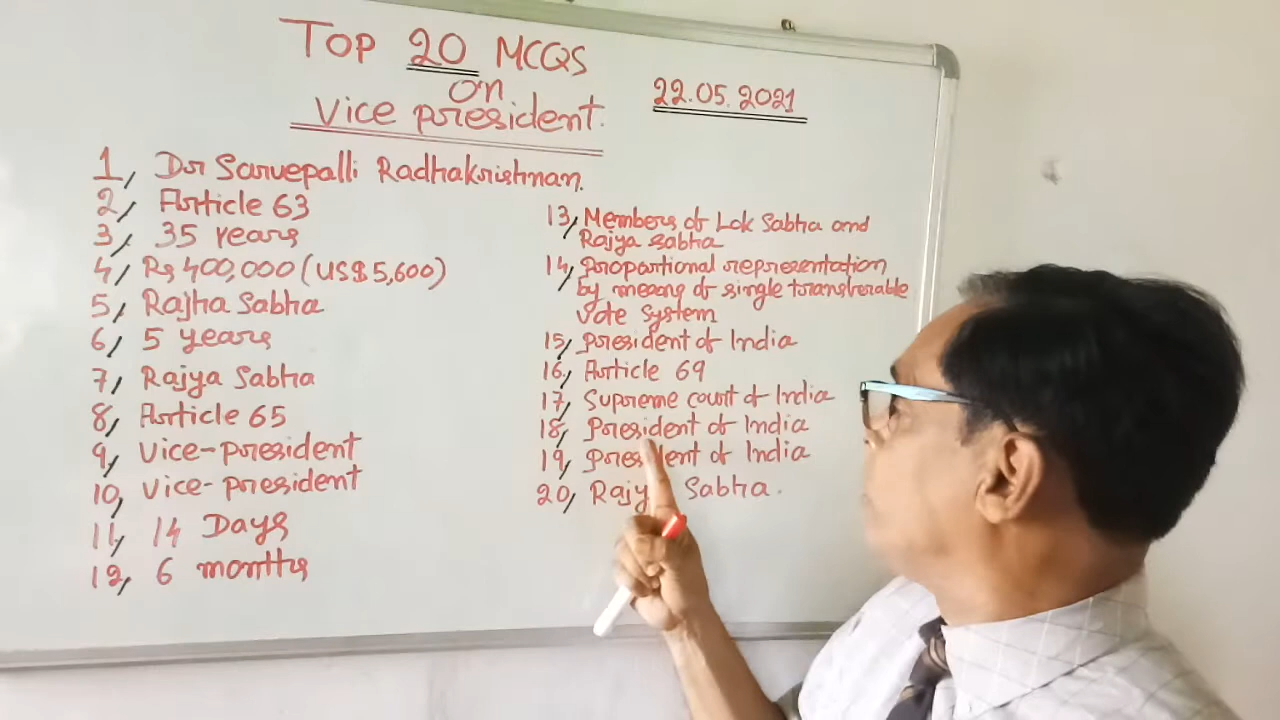 Top 20 MCQS
on
Vice president.
22.05.2021
1, Dr Sarvepalli Radhakrishnan.
2, Article 63
3, 35 years
4, Rs 400,000 (US$5,600)
5, Rajha Sabha
6, 5 years
7, Rajya Sabha
8, Article 65
9, Vice-president
10, Vice-president
11, 14 Days
12, 6 months
13, Members of Lok Sabha and
Rajya sabha
14, proportional representation
by means of single transferable
vote system
15, president of India
16, Article 69
17, Supreme court of India
18, president of India
19, president of India
20, Rajy Sabha.